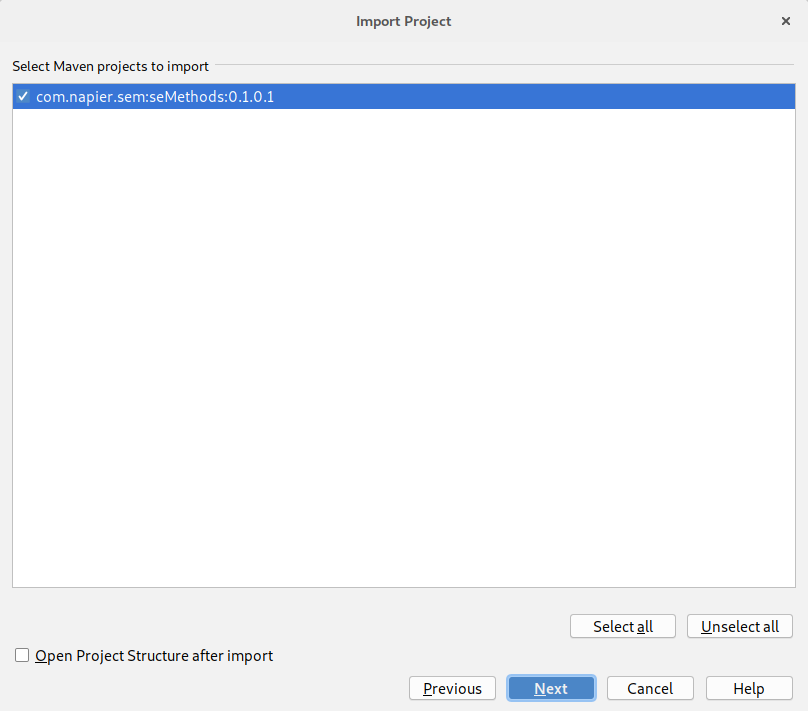 Import Project
Select Maven projects to import
com.napier.sem:seMethods:0.1.0.1
Select all
Unselect all
Open Project Structure after import
Previous
Next
Cancel
Help